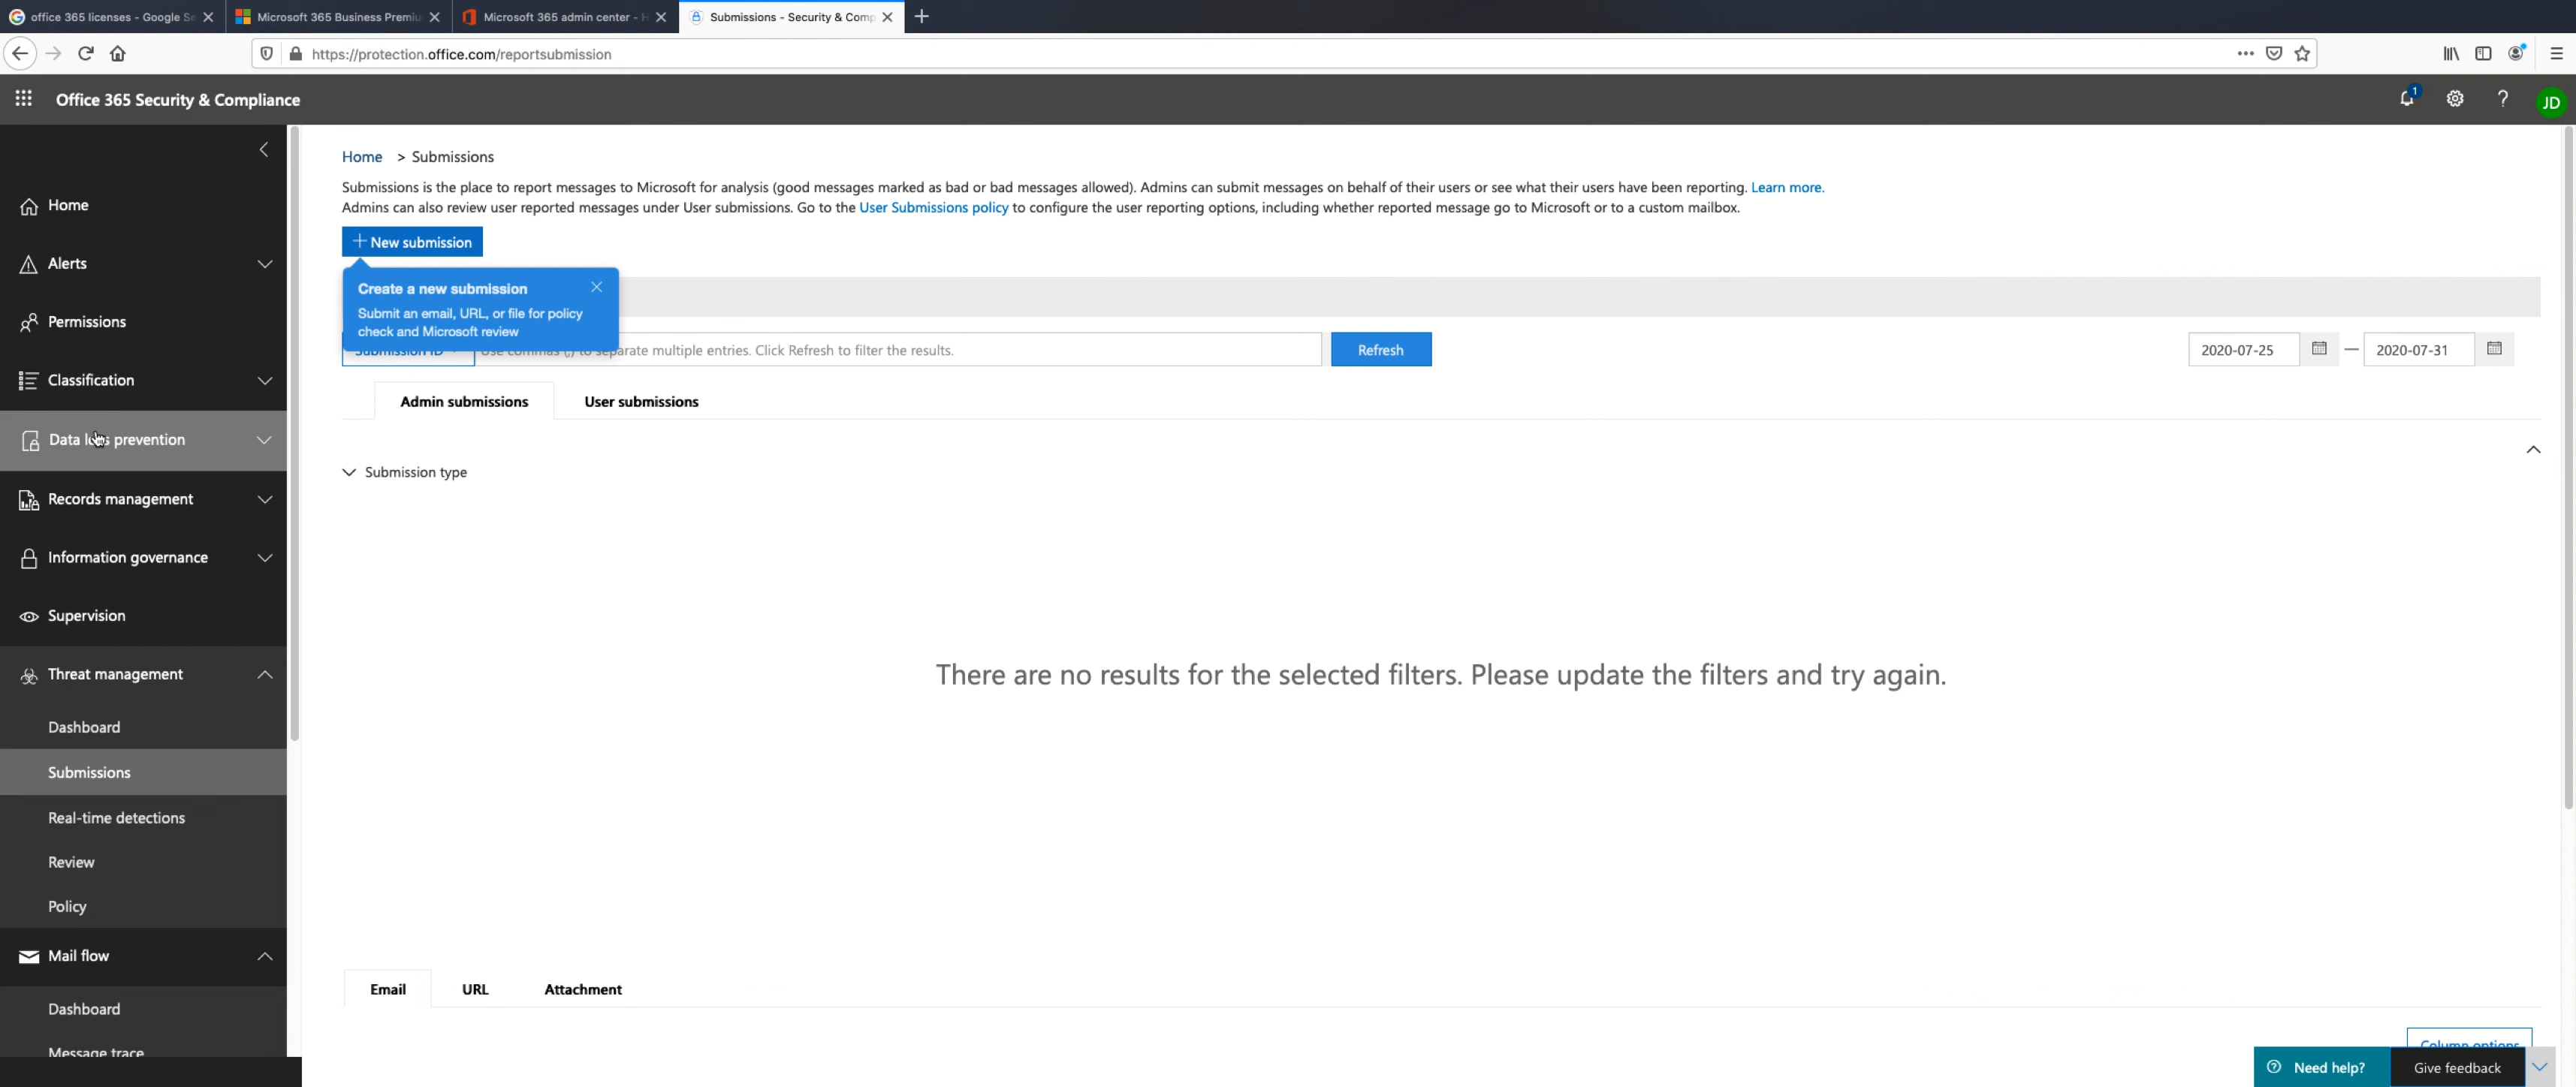 office 365 licenses - Google Se
Microsoft 365 Business Premiu
Microsoft 365 admin center - H
Submissions - Security & Comp
https://protection.office.com/reportsubmission
Office 365 Security & Compliance
1
JD
Home
Alerts
Permissions
Classification
Data prevention
Records management
Information governance
Supervision
Threat management
Dashboard
Submissions
Real-time detections
Review
Policy
Mail flow
Dashboard
Message trace
Home > Submissions
Submissions is the place to report messages to Microsoft for analysis (good messages marked as bad or bad messages allowed). Admins can submit messages on behalf of their users or see what their users have been reporting. Learn more.
Admins can also review user reported messages under User submissions. Go to the User Submissions policy to configure the user reporting options, including whether reported message go to Microsoft or to a custom mailbox.
+ New submission
Create a new submission
Submit an email, URL, or file for policy
check and Microsoft review
Submission ID
Use commas (,) to separate multiple entries. Click Refresh to filter the results.
Refresh
2020-07-25 — 2020-07-31
Admin submissions
User submissions
Submission type
There are no results for the selected filters. Please update the filters and try again.
Email
URL
Attachment
Column options
Need help?
Give feedback